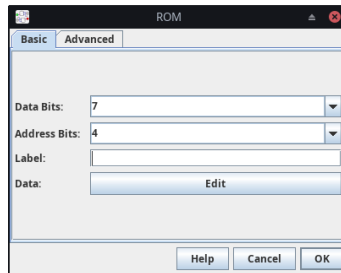 ROM
Basic Advanced
Data Bits: 7
Address Bits: 4
Label:
Data: Edit
Help Cancel OK